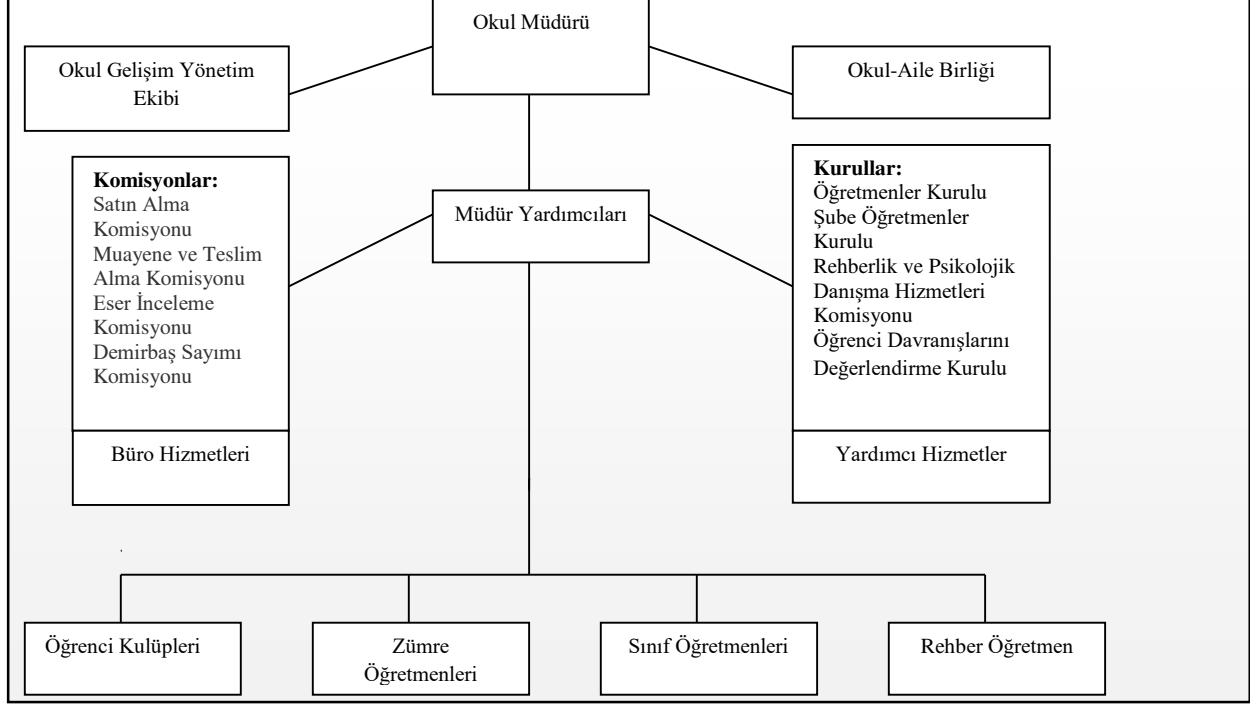 Okul Müdürü
Okul Gelişim Yönetim
Ekibi
Okul-Aile Birliği
Komisyonlar:
Satın Alma
Komisyonu
Muayene ve Teslim
Alma Komisyonu
Eser İnceleme
Komisyonu
Demirbaş Sayımı
Komisyonu
Müdür Yardımcıları
Kurullar:
Öğretmenler Kurulu
Şube Öğretmenler
Kurulu
Rehberlik ve Psikolojik
Danışma Hizmetleri
Komisyonu
Öğrenci Davranışlarını
Değerlendirme Kurulu
Büro Hizmetleri
Yardımcı Hizmetler
Öğrenci Kulüpleri
Zümre
Öğretmenleri
Sınıf Öğretmenleri
Rehber Öğretmen